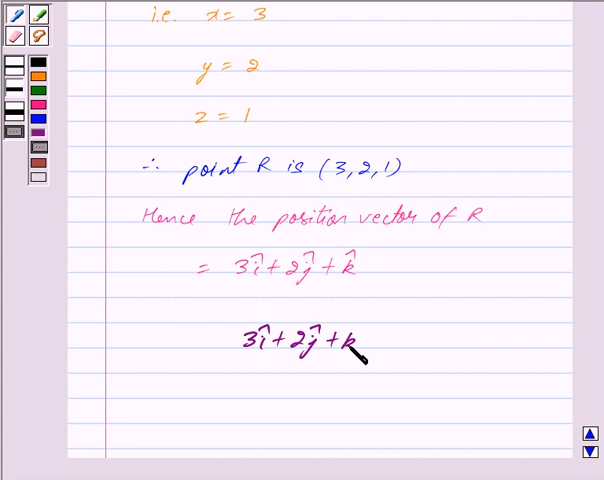 i.e. x = 3
y = 2
z = 1
∴ point R is (3, 2, 1)
Hence the position vector of R
= 3î + 2ĵ + k̂
3î + 2ĵ + k